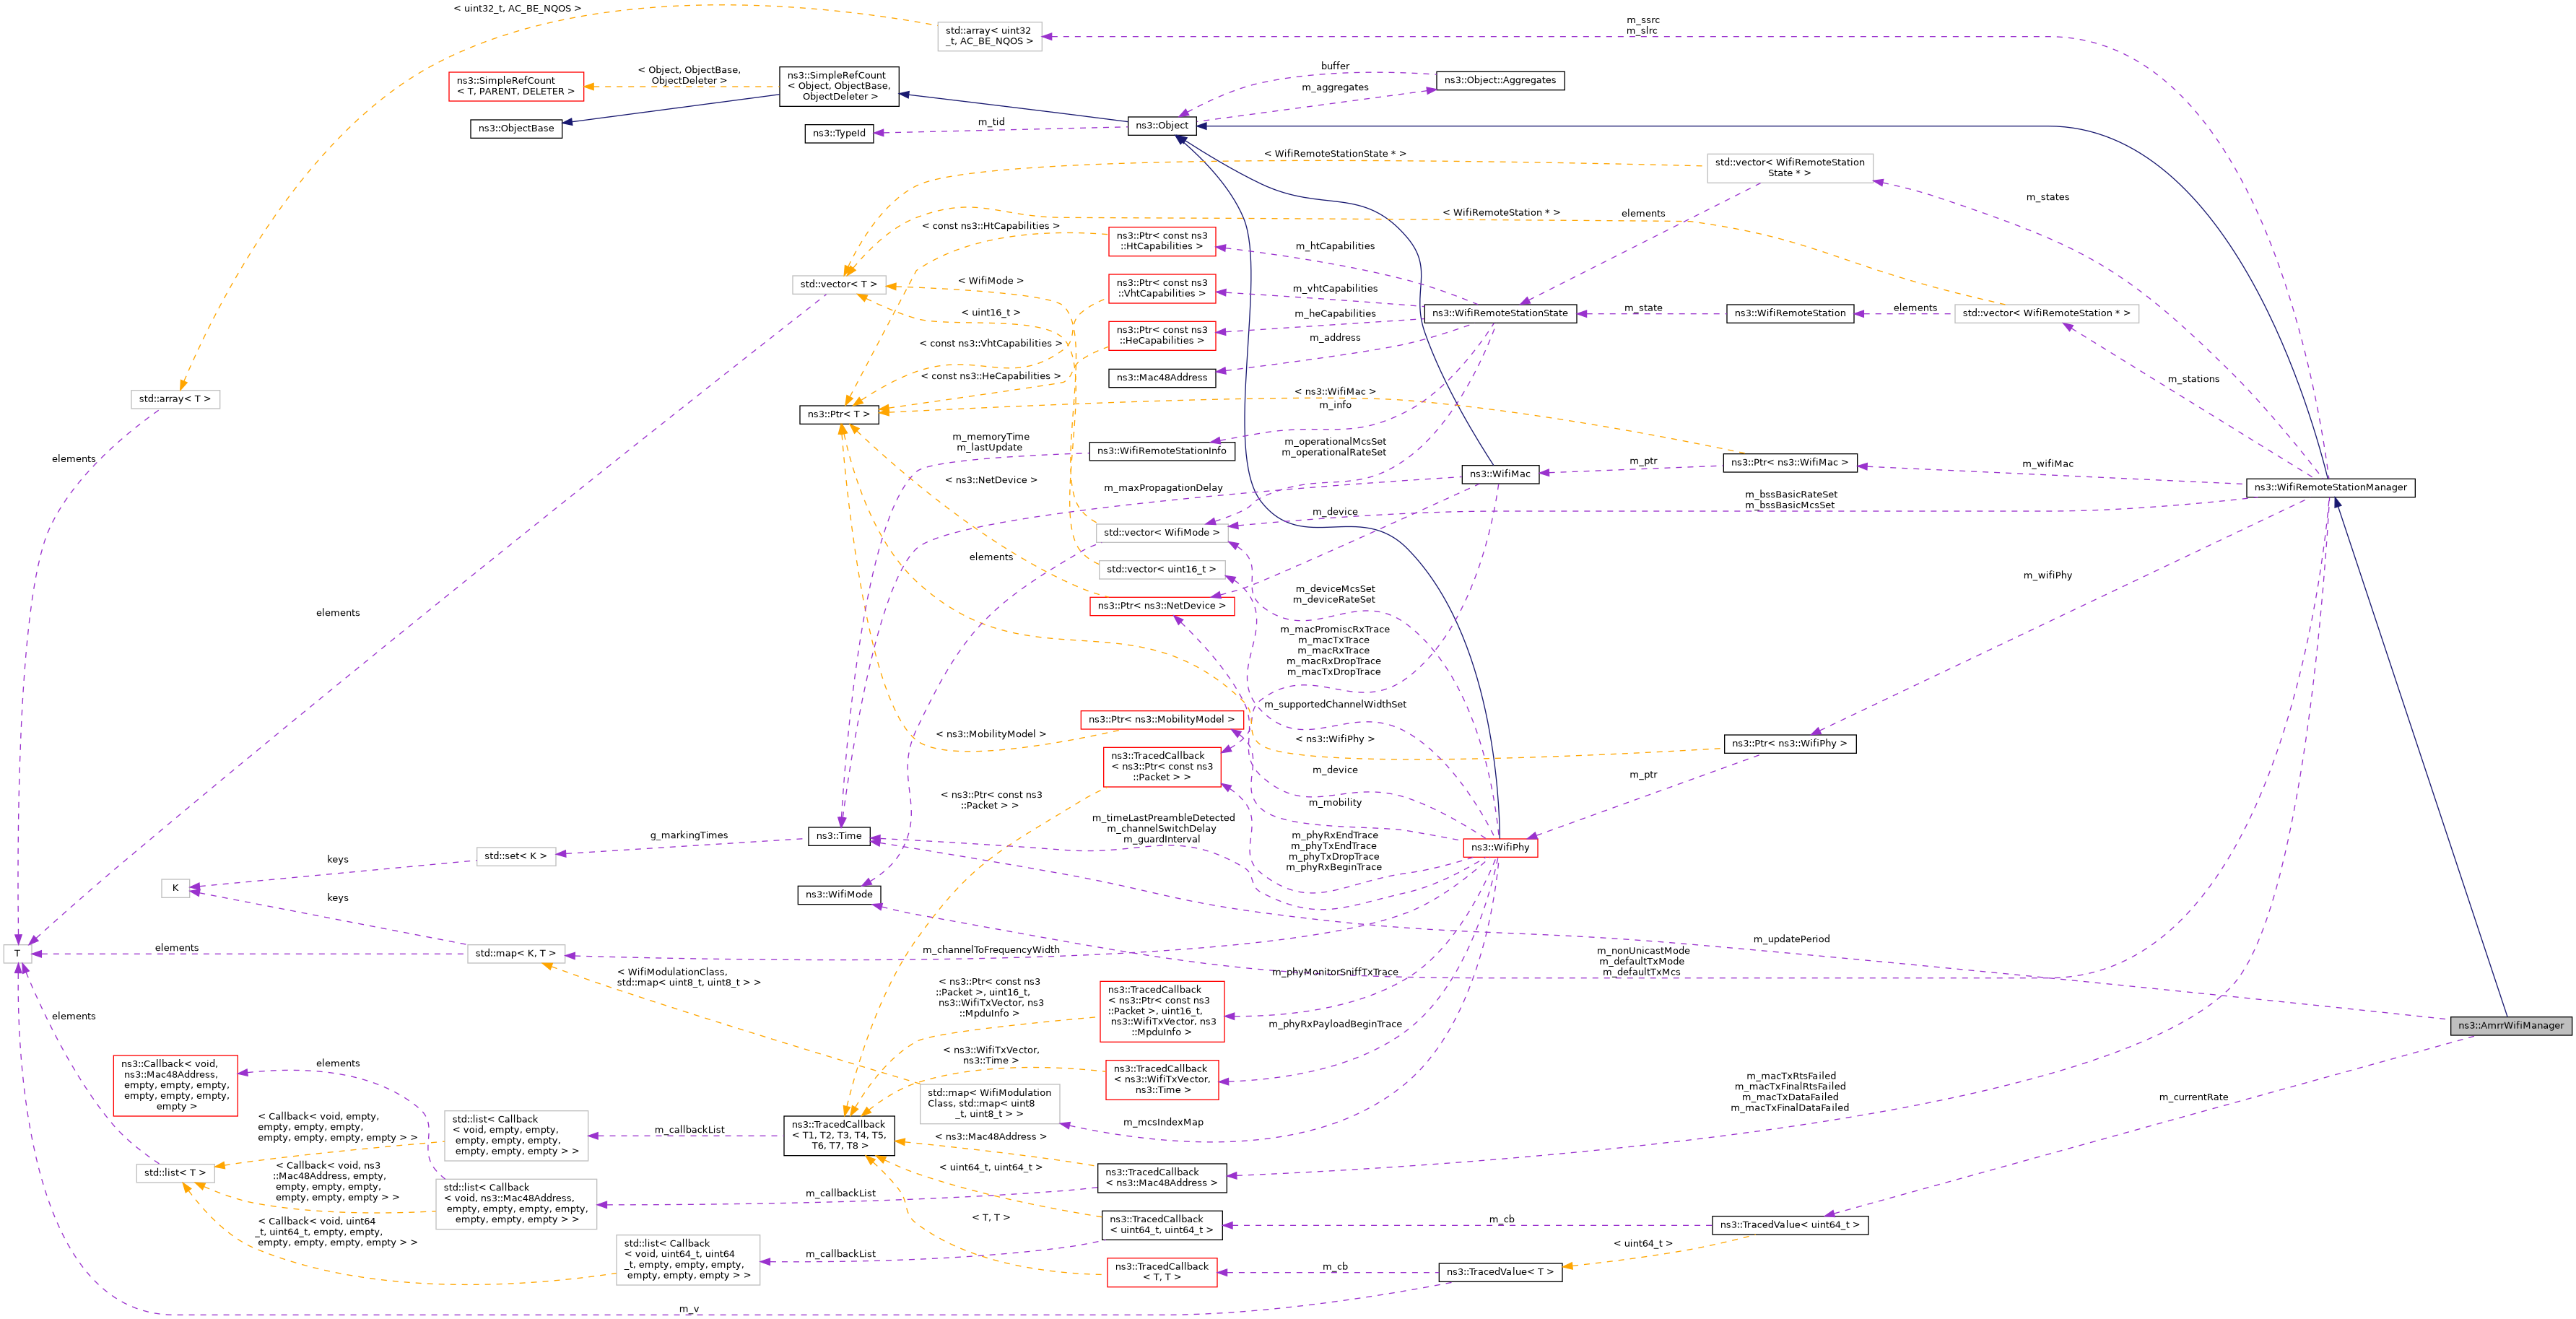 < uint32_t, AC_BE_NQOS >
std::array< uint32
_t, AC_BE_NQOS >
m_ssrc
m_slrc
ns3::SimpleRefCount
< T, PARENT, DELETER >
< Object, ObjectBase,
ObjectDeleter >
ns3::SimpleRefCount
< Object, ObjectBase,
ObjectDeleter >
buffer
m_aggregates
ns3::Object::Aggregates
ns3::ObjectBase
ns3::TypeId
m_tid
ns3::Object
< WifiRemoteStationState * >
std::vector< WifiRemoteStation
State * >
m_states
< WifiRemoteStation * >
elements
< const ns3::HtCapabilities >
ns3::Ptr< const ns3
::HtCapabilities >
m_htCapabilities
std::vector< T >
< WifiMode >
ns3::Ptr< const ns3
::VhtCapabilities >
m_vhtCapabilities
< uint16_t >
m_heCapabilities
ns3::WifiRemoteStationState
m_state
ns3::WifiRemoteStation
elements
std::vector< WifiRemoteStation * >
ns3::Ptr< const ns3
::HeCapabilities >
< const ns3::VhtCapabilities >
m_address
< const ns3::HeCapabilities >
ns3::Mac48Address
m_stations
std::array< T >
ns3::Ptr< T >
< ns3::WifiMac >
m_info
m_memoryTime
m_lastUpdate
ns3::WifiRemoteStationInfo
m_operationalMcsSet
m_operationalRateSet
elements
< ns3::NetDevice >
m_maxPropagationDelay
ns3::WifiMac
m_ptr
ns3::Ptr< ns3::WifiMac >
m_wifiMac
ns3::WifiRemoteStationManager
m_bssBasicRateSet
m_bssBasicMcsSet
m_device
std::vector< WifiMode >
elements
std::vector< uint16_t >
m_wifiPhy
elements
ns3::Ptr< ns3::NetDevice >
m_deviceMcsSet
m_deviceRateSet
m_macPromiscRxTrace
m_macTxTrace
m_macRxTrace
m_macRxDropTrace
m_macTxDropTrace
m_supportedChannelWidthSet
ns3::Ptr< ns3::MobilityModel >
< ns3::MobilityModel >
< ns3::WifiPhy >
ns3::Ptr< ns3::WifiPhy >
ns3::TracedCallback
< ns3::Ptr< const ns3
::Packet > >
m_device
m_ptr
< ns3::Ptr< const ns3
::Packet > >
m_mobility
m_timeLastPreambleDetected
m_channelSwitchDelay
m_guardInterval
ns3::Time
g_markingTimes
m_phyRxEndTrace
m_phyTxEndTrace
m_phyTxDropTrace
m_phyRxBeginTrace
ns3::WifiPhy
std::set< K >
keys
K
keys
ns3::WifiMode
T
elements
std::map< K, T >
m_channelToFrequencyWidth
m_updatePeriod
m_nonUnicastMode
m_defaultTxMode
m_defaultTxMcs
< WifiModulationClass,
std::map< uint8_t, uint8_t > >
m_phyMonitorSniffTxTrace
< ns3::Ptr< const ns3
::Packet >, uint16_t,
ns3::WifiTxVector, ns3
::MpduInfo >
ns3::TracedCallback
< ns3::Ptr< const ns3
::Packet >, uint16_t,
ns3::WifiTxVector, ns3
::MpduInfo >
elements
m_phyRxPayloadBeginTrace
ns3::AmrrWifiManager
< ns3::WifiTxVector,
ns3::Time >
ns3::TracedCallback
< ns3::WifiTxVector,
ns3::Time >
ns3::Callback< void,
ns3::Mac48Address,
empty, empty, empty,
empty, empty, empty,
empty >
elements
m_macTxRtsFailed
m_macTxFinalRtsFailed
m_macTxDataFailed
m_macTxFinalDataFailed
m_currentRate
std::map< WifiModulation
Class, std::map< uint8
_t, uint8_t > >
m_mcsIndexMap
< Callback< void, empty,
empty, empty, empty,
empty, empty, empty, empty > >
std::list< Callback
< void, empty, empty,
empty, empty, empty,
empty, empty, empty > >
m_callbackList
ns3::TracedCallback
< T1, T2, T3, T4, T5,
T6, T7, T8 >
< ns3::Mac48Address >
std::list< T >
< Callback< void, ns3
::Mac48Address, empty,
empty, empty, empty,
empty, empty, empty > >
< uint64_t, uint64_t >
ns3::TracedCallback
< ns3::Mac48Address >
std::list< Callback
< void, ns3::Mac48Address,
empty, empty, empty, empty,
empty, empty, empty > >
m_callbackList
< Callback< void, uint64
_t, uint64_t, empty, empty,
empty, empty, empty, empty > >
< T, T >
ns3::TracedCallback
< uint64_t, uint64_t >
m_cb
ns3::TracedValue< uint64_t >
std::list< Callback
< void, uint64_t, uint64
_t, empty, empty, empty,
empty, empty, empty > >
m_callbackList
< uint64_t >
ns3::TracedCallback
< T, T >
m_cb
ns3::TracedValue< T >
m_v